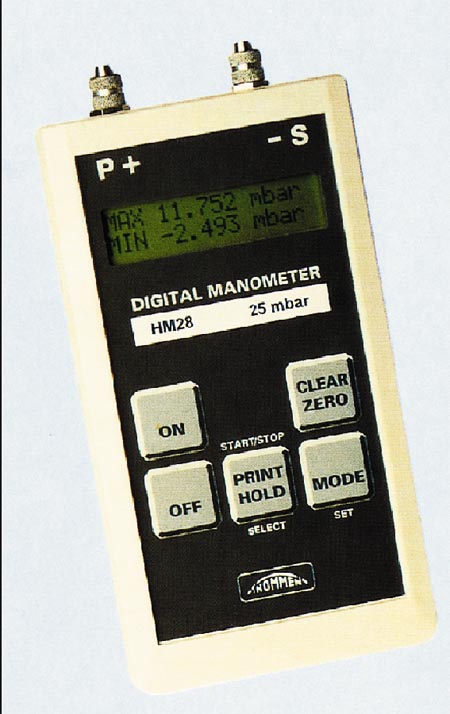 P+ - S
MAX 11.752 mbar
MIN -2.493 mbar
DIGITAL MANOMETER
HM28 25 mbar
ON
CLEAR
ZERO
START/STOP
OFF
PRINT
HOLD
MODE
SELECT
SET